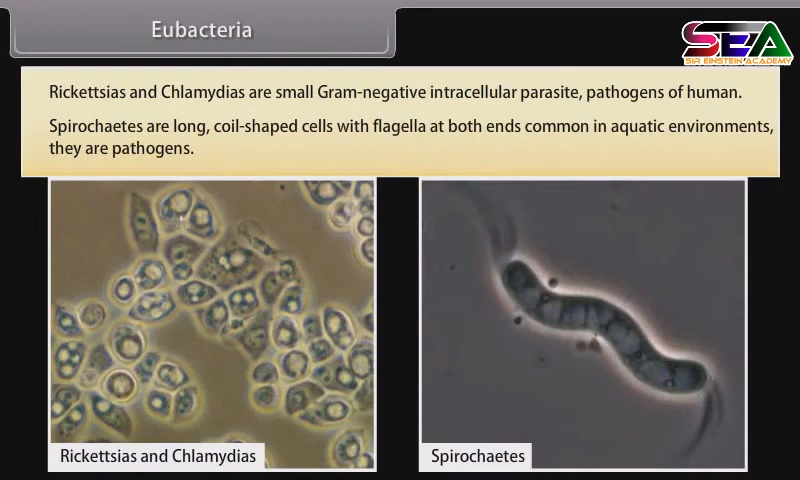 Eubacteria
SEA
SIR EINSTEIN ACADEMY
Rickettsias and Chlamydias are small Gram-negative intracellular parasite, pathogens of human.
Spirochaetes are long, coil-shaped cells with flagella at both ends common in aquatic environments,
they are pathogens.
Rickettsias and Chlamydias
Spirochaetes